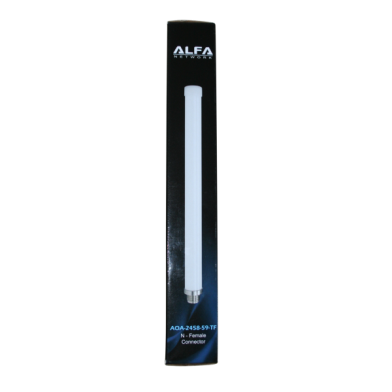 ALFA
NETWORK
AOA-2458-59-TF
N - Female
Connector